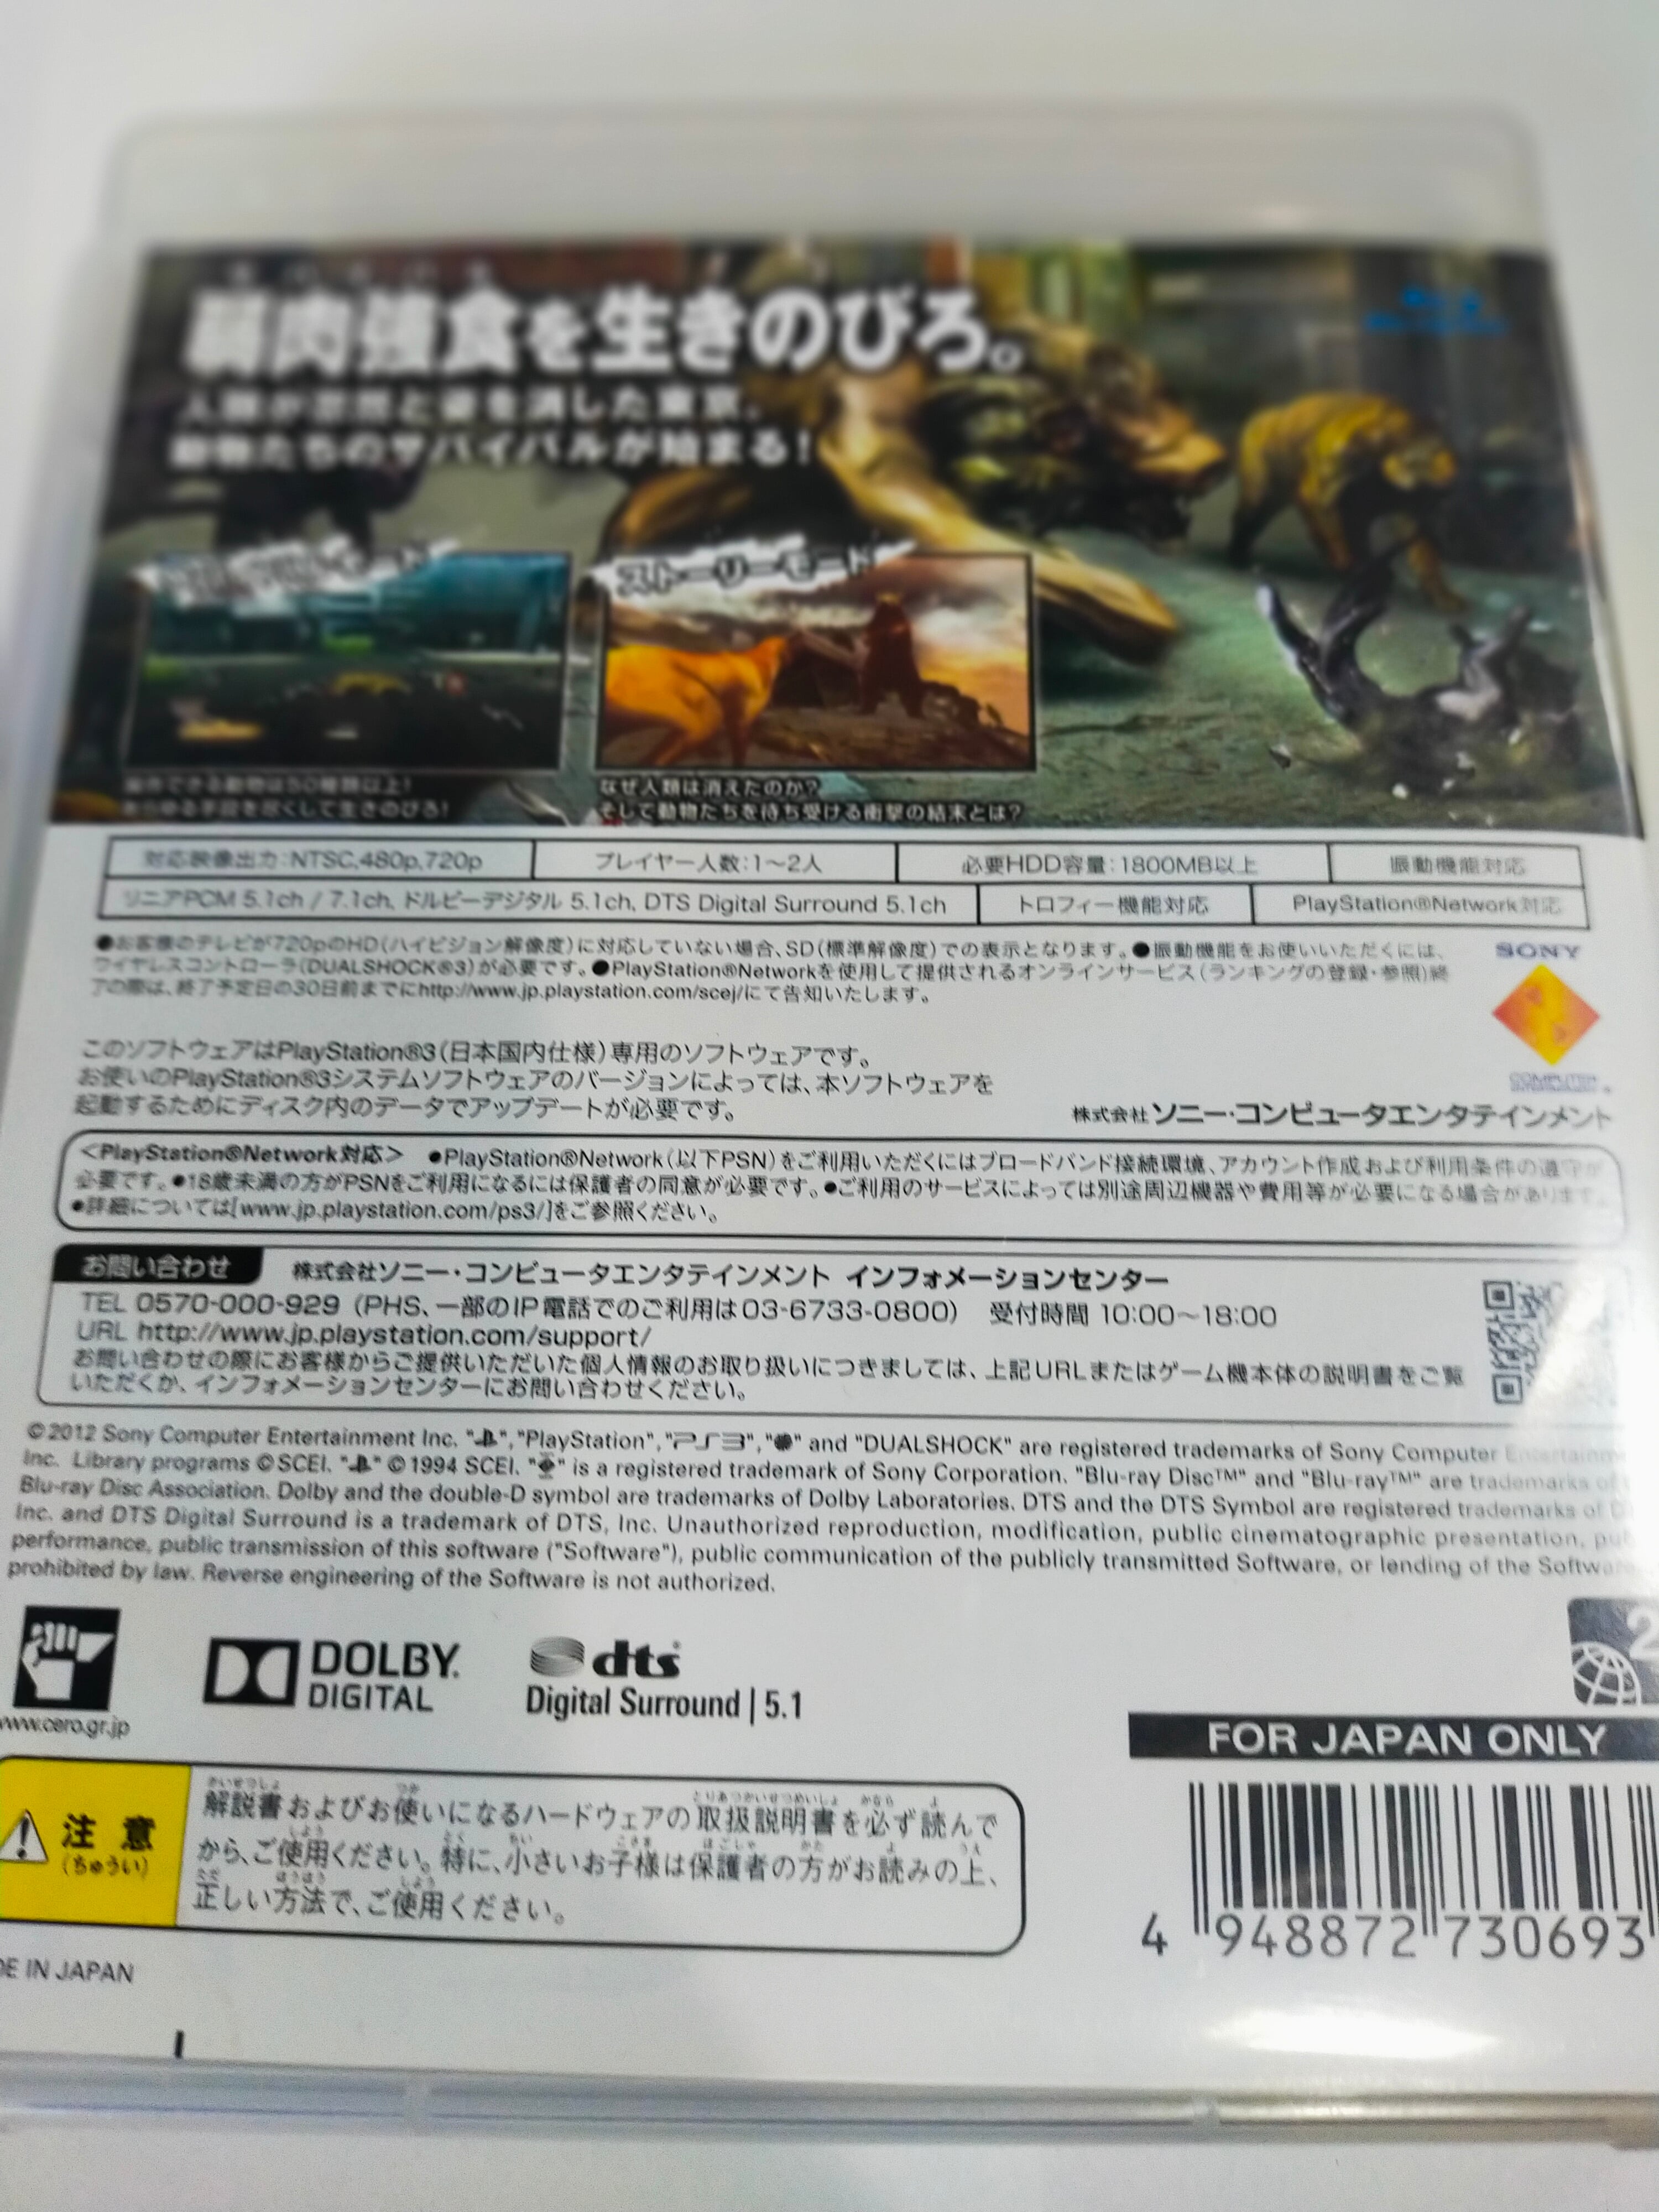 弱肉強食を生きのびろ。
人類が忽然と姿を消した東京。
動物たちのサバイバルが始まる!
ストーリーモード
操作できる動物は50種類以上!
あらゆる手段を尽くして生きのびろ!
なぜ人類は消えたのか?
そして動物たちを待ち受ける衝撃の結末とは?
対応映像出力:NTSC,480p,720p
プレイヤー人数:1〜2人
必要HDD容量:1800MB以上
振動機能対応
リニアPCM 5.1ch / 7.1ch, ドルビーデジタル 5.1ch, DTS Digital Surround 5.1ch
トロフィー機能対応
PlayStation®Network対応
●お客様のテレビが720pのHD(ハイビジョン解像度)に対応していない場合、SD(標準解像度)での表示となります。●振動機能をお使いいただくには、
ワイヤレスコントローラ(DUALSHOCK®3)が必要です。●PlayStation®Networkを使用して提供されるオンラインサービス(ランキングの登録・参照)終
了の際は、終了予定日の30日前までにhttp://www.jp.playstation.com/scej/にて告知いたします。
SONY
COMPUTER
このソフトウェアはPlayStation®3(日本国内仕様)専用のソフトウェアです。
お使いのPlayStation®3システムソフトウェアのバージョンによっては、本ソフトウェアを
起動するためにディスク内のデータでアップデートが必要です。
株式会社 ソニー・コンピュータエンタテインメント
<PlayStation®Network対応> ●PlayStation®Network(以下PSN)をご利用いただくにはブロードバンド接続環境、アカウント作成および利用条件の遵守が
必要です。●18歳未満の方がPSNをご利用になるには保護者の同意が必要です。●ご利用のサービスによっては別途周辺機器や費用等が必要になる場合があります。
●詳細については[www.jp.playstation.com/ps3/]をご参照ください。
お問い合わせ 株式会社ソニー・コンピュータエンタテインメント インフォメーションセンター
TEL 0570-000-929 (PHS、一部のIP電話でのご利用は03-6733-0800) 受付時間 10:00〜18:00
URL http://www.jp.playstation.com/support/
お問い合わせの際にお客様からご提供いただいた個人情報のお取り扱いにつきましては、上記URLまたはゲーム機本体の説明書をご覧
いただくか、インフォメーションセンターにお問い合わせください。
©2012 Sony Computer Entertainment Inc. "", "PlayStation", "PS3", "" and "DUALSHOCK" are registered trademarks of Sony Computer Entertainm
Inc. Library programs ©SCEI. "" ©1994 SCEI. "" is a registered trademark of Sony Corporation. "Blu-ray Disc™" and "Blu-ray™" are trademarks of
Blu-ray Disc Association. Dolby and the double-D symbol are trademarks of Dolby Laboratories. DTS and the DTS Symbol are registered trademarks of
Inc. and DTS Digital Surround is a trademark of DTS, Inc. Unauthorized reproduction, modification, public cinematographic presentation, pu
performance, public transmission of this software ("Software"), public communication of the publicly transmitted Software, or lending of the Softwa
prohibited by law. Reverse engineering of the Software is not authorized.
www.cero.gr.jp
DOLBY.
DIGITAL
dts
Digital Surround | 5.1
2
FOR JAPAN ONLY
注意
(ちゅうい)
解説書およびお使いになるハードウェアの取扱説明書を必ず読んで
から、ご使用ください。特に、小さいお子様は保護者の方がお読みの上、
正しい方法で、ご使用ください。
4 948872 730693
DE IN JAPAN